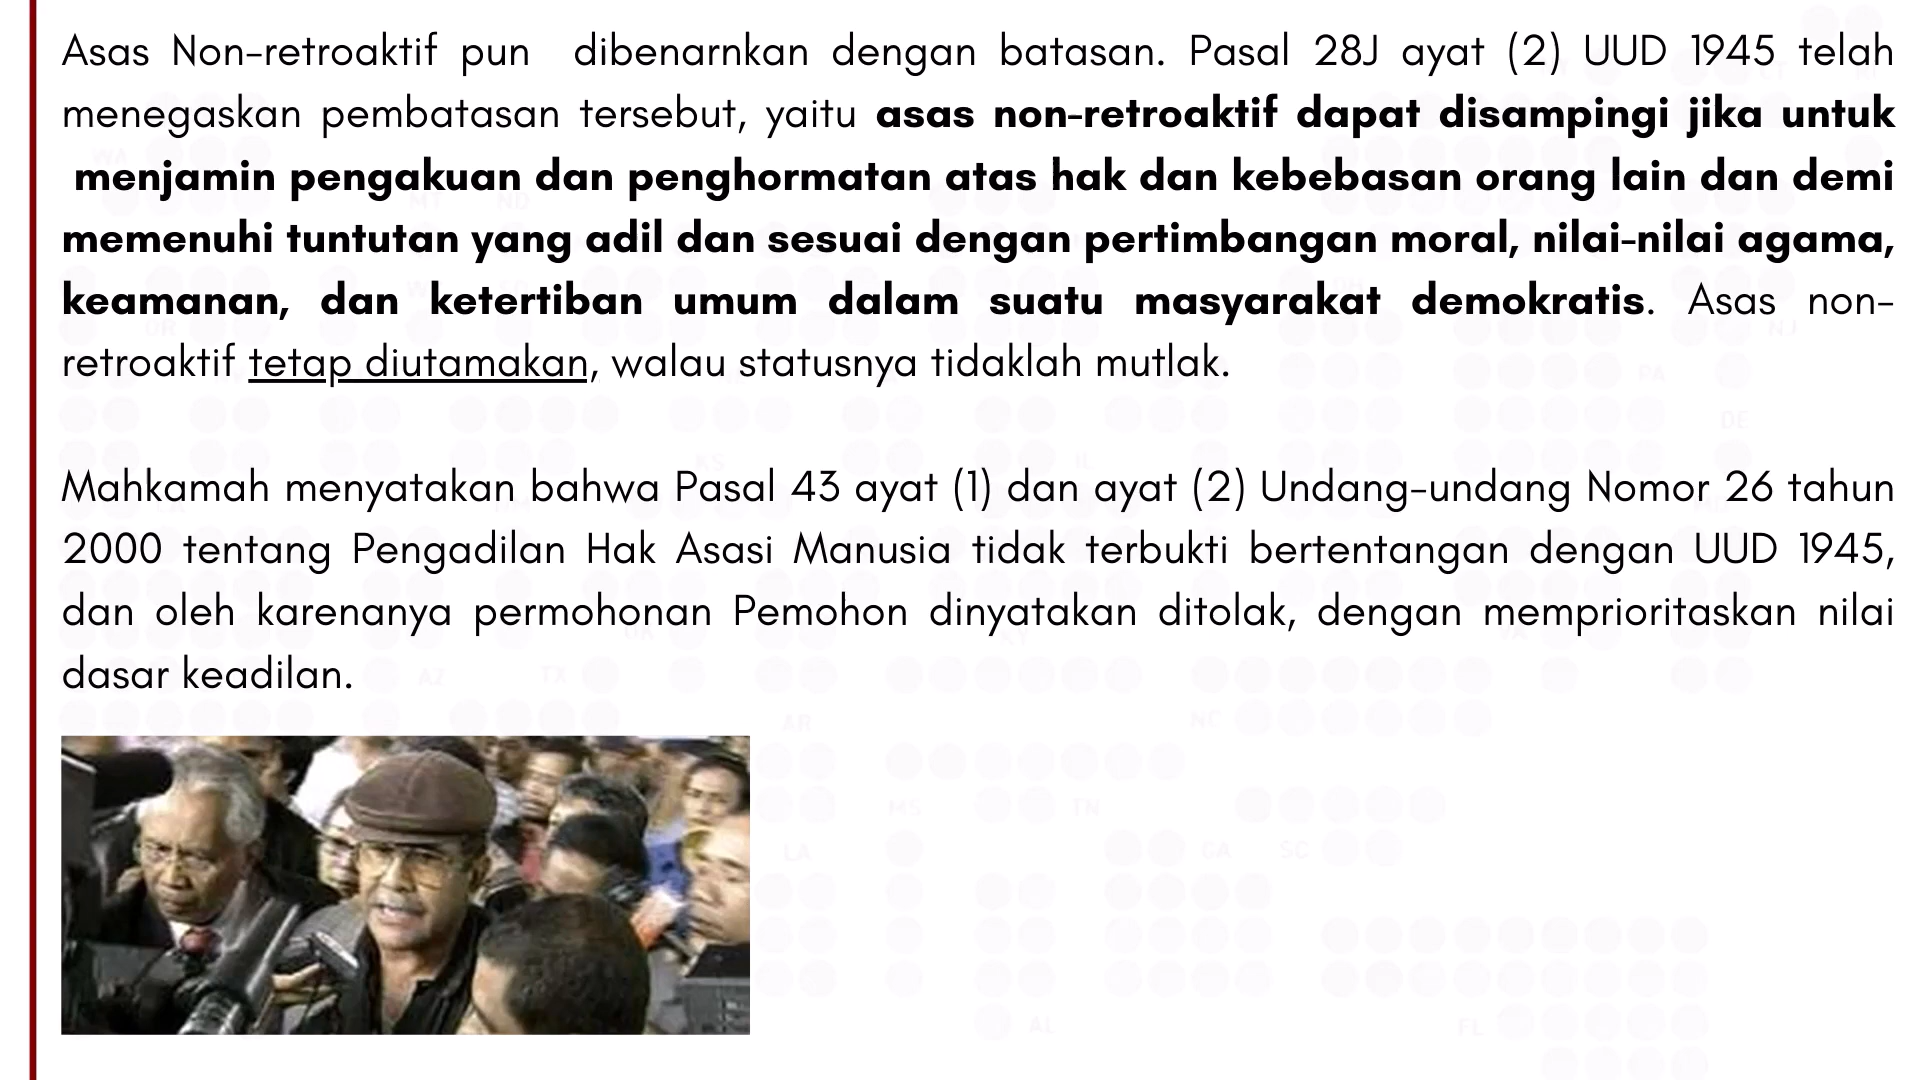 Asas Non-retroaktif pun dibenarnkan dengan batasan. Pasal 28J ayat (2) UUD 1945 telah
menegaskan pembatasan tersebut, yaitu asas non-retroaktif dapat disampingi jika untuk
menjamin pengakuan dan penghormatan atas hak dan kebebasan orang lain dan demi
memenuhi tuntutan yang adil dan sesuai dengan pertimbangan moral, nilai-nilai agama,
keamanan, dan ketertiban umum dalam suatu masyarakat demokratis. Asas non-
retroaktif tetap diutamakan, walau statusnya tidaklah mutlak.
Mahkamah menyatakan bahwa Pasal 43 ayat (1) dan ayat (2) Undang-undang Nomor 26 tahun
2000 tentang Pengadilan Hak Asasi Manusia tidak terbukti bertentangan dengan UUD 1945,
dan oleh karenanya permohonan Pemohon dinyatakan ditolak, dengan memprioritaskan nilai
dasar keadilan.